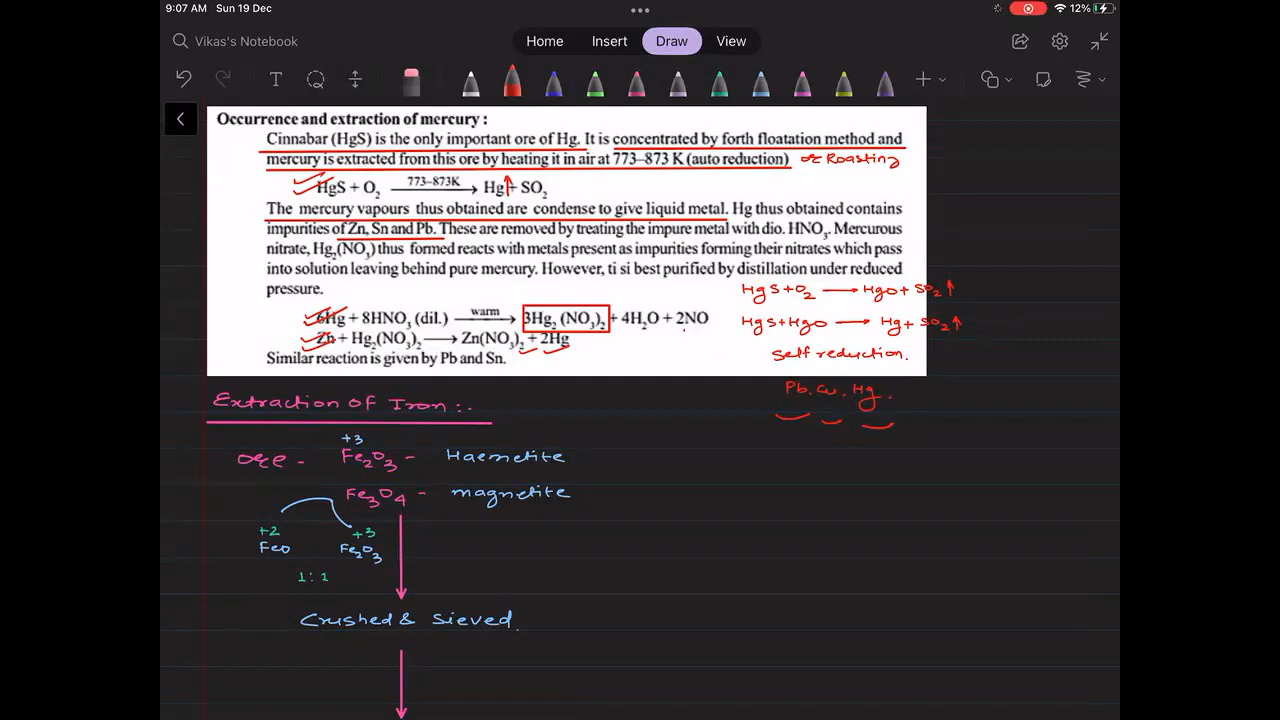 9:07 AM Sun 19 Dec
12%
Vikas's Notebook
Home Insert Draw View
Occurrence and extraction of mercury :
Cinnabar (HgS) is the only important ore of Hg. It is concentrated by forth floatation method and
mercury is extracted from this ore by heating it in air at 773–873 K (auto reduction) or Roasting
HgS + O₂ —773–873K→ Hg↑ + SO₂
The mercury vapours thus obtained are condense to give liquid metal. Hg thus obtained contains
impurities of Zn, Sn and Pb. These are removed by treating the impure metal with dio. HNO₃. Mercurous
nitrate, Hg₂(NO₃) thus formed reacts with metals present as impurities forming their nitrates which pass
into solution leaving behind pure mercury. However, ti si best purified by distillation under reduced
pressure.
HgS+O₂ → HgO + SO₂↑
6Hg + 8HNO₃ (dil.) —warm→ 3Hg₂ (NO₃)₂ + 4H₂O + 2NO
HgS+HgO → Hg + SO₂↑
Zn + Hg₂(NO₃)₂ → Zn(NO₃)₂ + 2Hg
Self reduction.
Similar reaction is given by Pb and Sn.
Pb, Cu, Hg.
Extraction Of Iron :-
+3
Ore - Fe₂O₃ - Haemetite
Fe₃O₄ - magnetite
+2 +3
FeO Fe₂O₃
1 : 1
Crushed & Sieved.